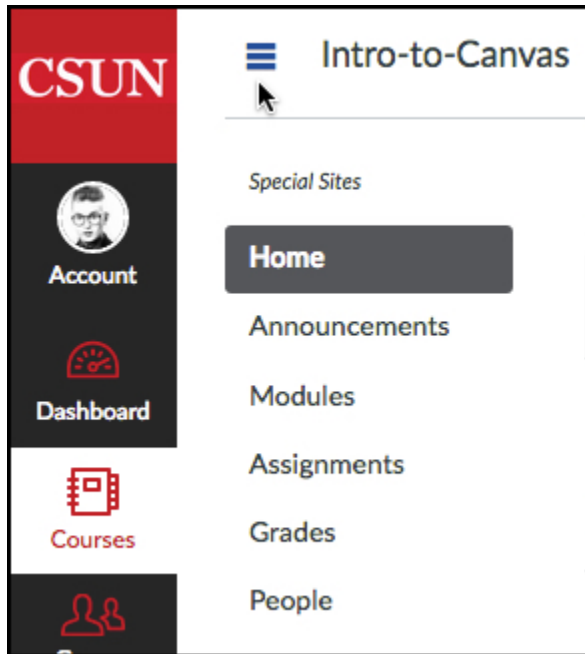 CSUN
Intro-to-Canvas
Special Sites
Account
Dashboard
Courses
Home
Announcements
Modules
Assignments
Grades
People